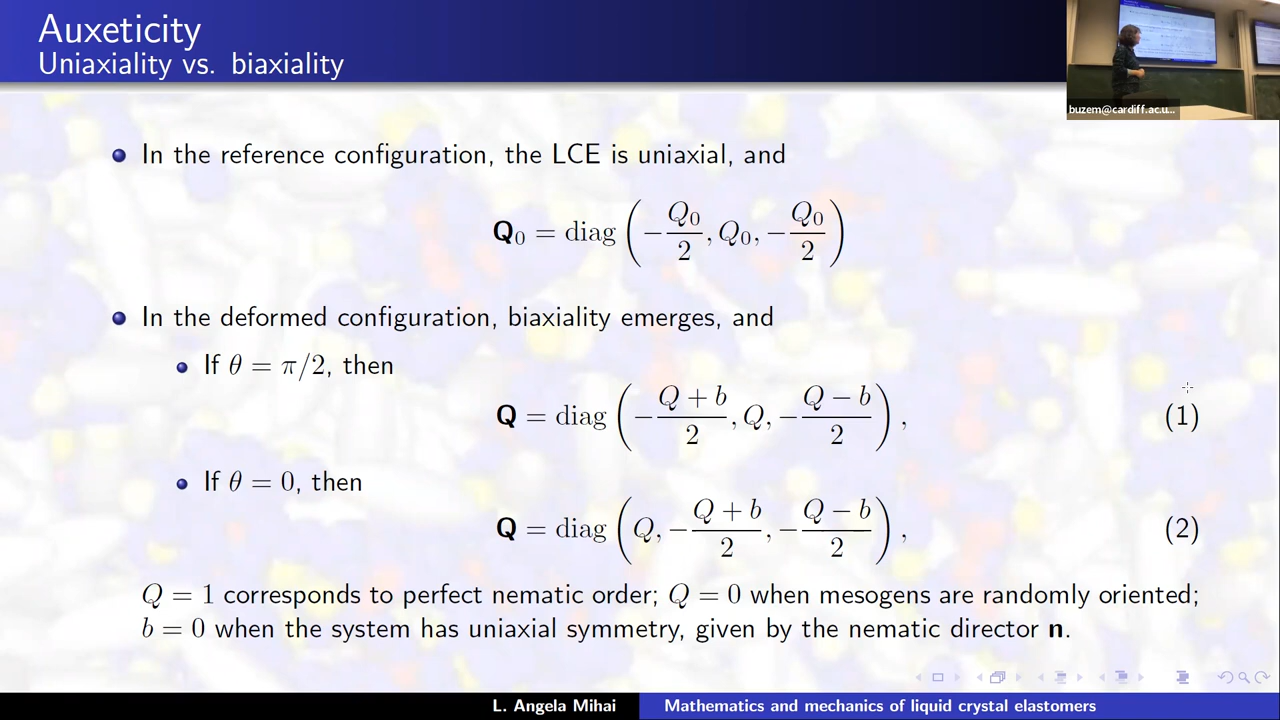 Auxeticity
Uniaxiality vs. biaxiality
buzem@cardiff.ac.u...
In the reference configuration, the LCE is uniaxial, and
Q₀ = diag (−Q₀/2, Q₀, −Q₀/2)
In the deformed configuration, biaxiality emerges, and
If θ = π/2, then
Q = diag (−(Q + b)/2, Q, −(Q − b)/2), (1)
If θ = 0, then
Q = diag (Q, −(Q + b)/2, −(Q − b)/2), (2)
Q = 1 corresponds to perfect nematic order; Q = 0 when mesogens are randomly oriented;
b = 0 when the system has uniaxial symmetry, given by the nematic director n.
L. Angela Mihai Mathematics and mechanics of liquid crystal elastomers